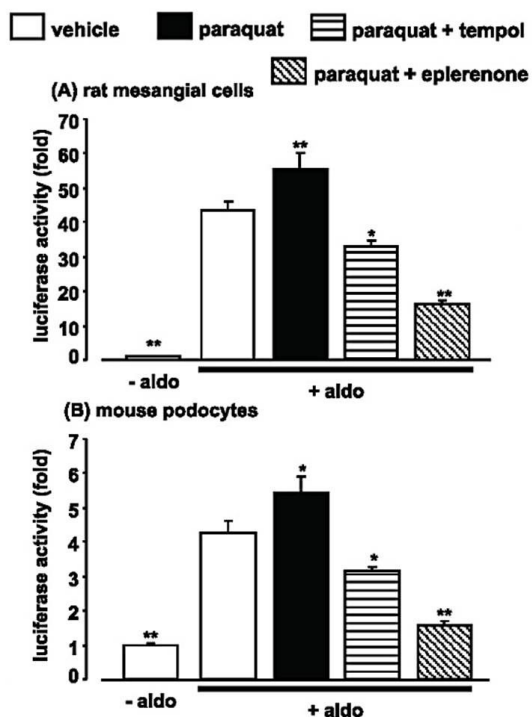 vehicle paraquat paraquat + tempol
paraquat + eplerenone
(A) rat mesangial cells
luciferase activity (fold)
70
60
50
40
30
20
10
0
**
**
*
**
- aldo
+ aldo
(B) mouse podocytes
luciferase activity (fold)
7
6
5
4
3
2
1
0
**
*
*
**
- aldo
+ aldo